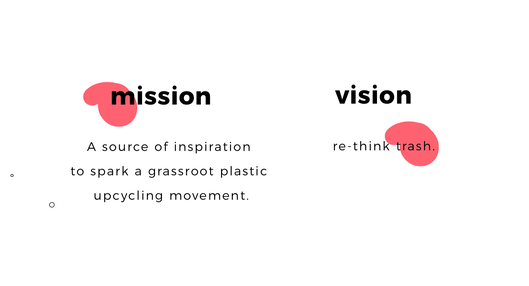 mission
A source of inspiration
to spark a grassroot plastic
upcycling movement.
vision
re-think trash.